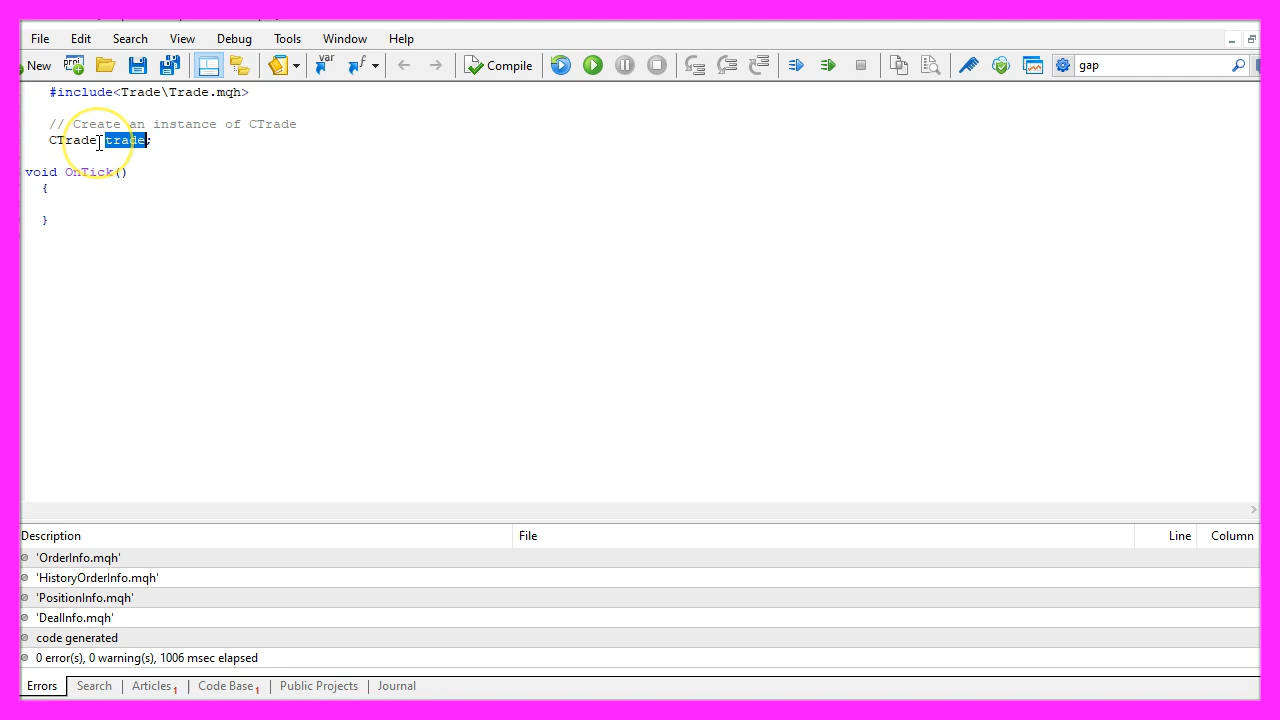 File Edit Search View Debug Tools Window Help
New Compile gap
#include<Trade\Trade.mqh>
// Create an instance of CTrade
CTrade trade;
void OnTick()
{
}
Description File Line Column
'OrderInfo.mqh'
'HistoryOrderInfo.mqh'
'PositionInfo.mqh'
'DealInfo.mqh'
code generated
0 error(s), 0 warning(s), 1006 msec elapsed
Errors Search Articles 1 Code Base 1 Public Projects Journal